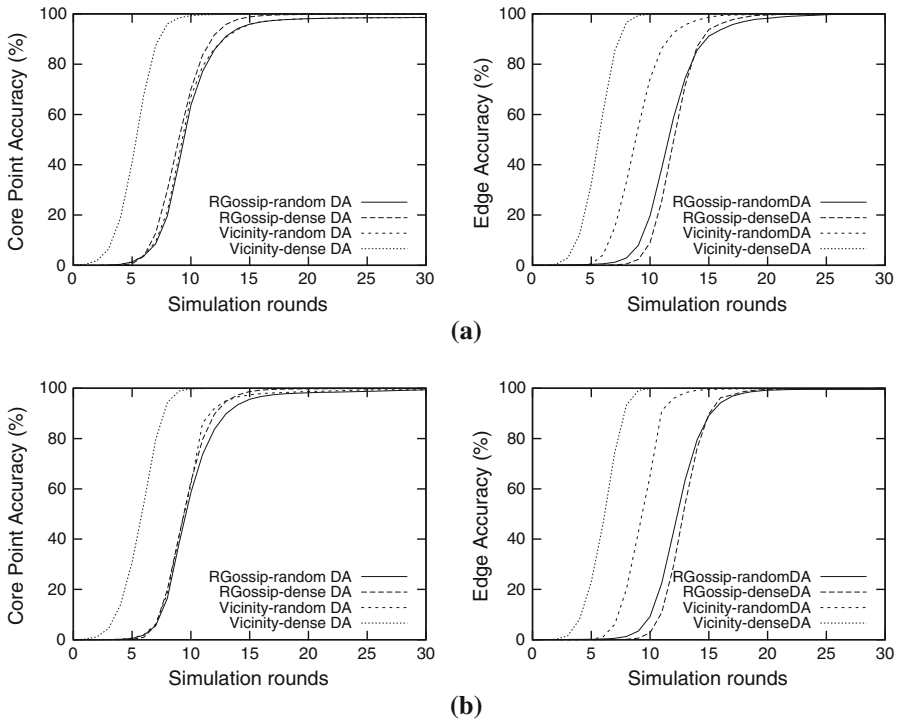 Core Point Accuracy (%)
100
80
60
40
20
0
RGossip-random DA
RGossip-dense DA
Vicinity-random DA
Vicinity-dense DA
0 5 10 15 20 25 30
Simulation rounds
Edge Accuracy (%)
100
80
60
40
20
0
RGossip-randomDA
RGossip-denseDA
Vicinity-randomDA
Vicinity-denseDA
0 5 10 15 20 25 30
Simulation rounds
(a)
Core Point Accuracy (%)
100
80
60
40
20
0
RGossip-random DA
RGossip-dense DA
Vicinity-random DA
Vicinity-dense DA
0 5 10 15 20 25 30
Simulation rounds
Edge Accuracy (%)
100
80
60
40
20
0
RGossip-randomDA
RGossip-denseDA
Vicinity-randomDA
Vicinity-denseDA
0 5 10 15 20 25 30
Simulation rounds
(b)